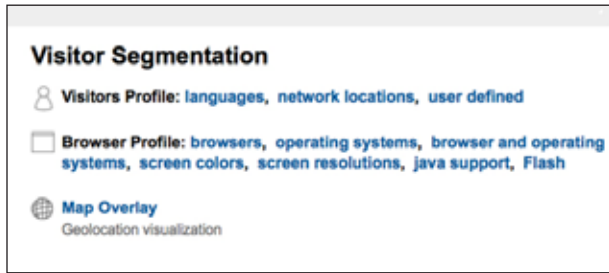 Visitor Segmentation
Visitors Profile: languages, network locations, user defined
Browser Profile: browsers, operating systems, browser and operating
systems, screen colors, screen resolutions, java support, Flash
Map Overlay
Geolocation visualization